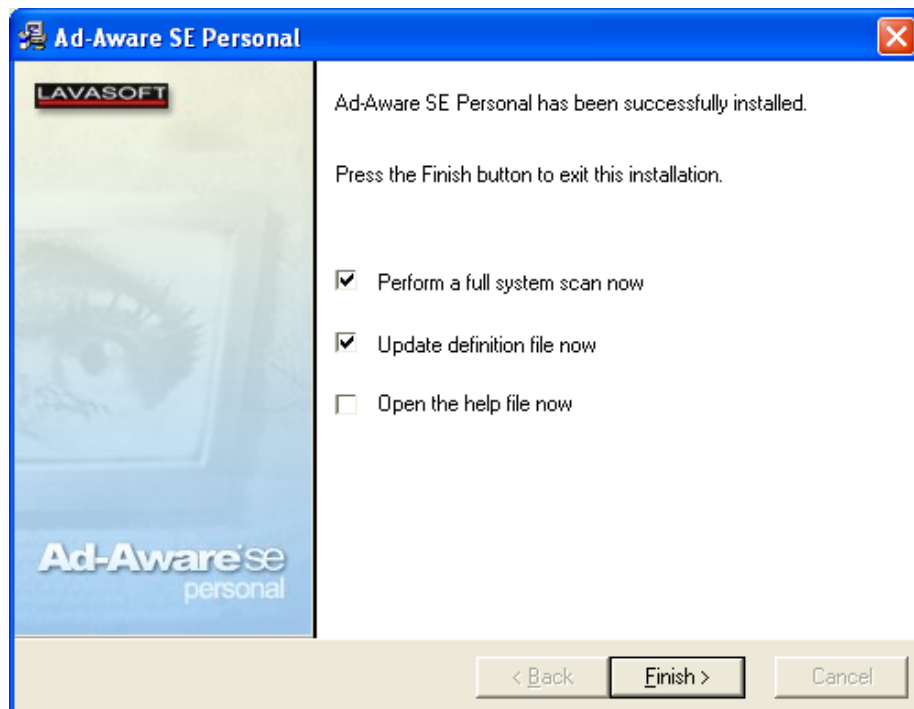 Ad-Aware SE Personal
LAVASOFT
Ad-Aware SE Personal has been successfully installed.
Press the Finish button to exit this installation.
Perform a full system scan now
Update definition file now
Open the help file now
Ad-Aware se
personal
< Back
Finish >
Cancel